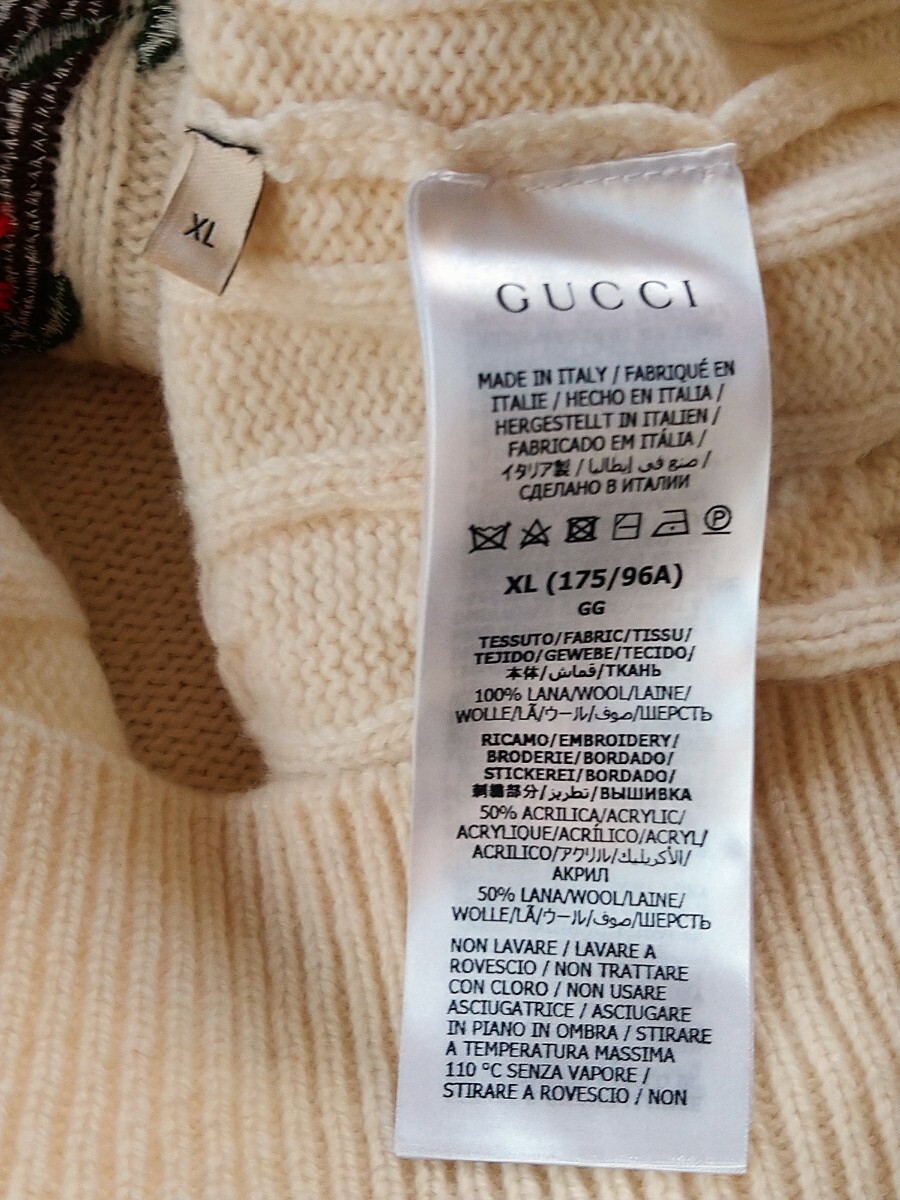 XL
GUCCI
MADE IN ITALY / FABRIQUÉ EN
ITALIE / HECHO EN ITALIA /
HERGESTELLT IN ITALIEN /
FABRICADO EM ITÁLIA /
イタリア製 / صنع في إيطاليا /
СДЕЛАНО В ИТАЛИИ
P
XL (175/96A)
GG
TESSUTO/FABRIC/TISSU/
TEJIDO/GEWEBE/TECIDO/
本体/قماش/ТКАНЬ
100% LANA/WOOL/LAINE/
WOLLE/LÃ/ウール/صوف/ШЕРСТЬ
RICAMO/EMBROIDERY/
BRODERIE/BORDADO/
STICKEREI/BORDADO/
刺繍部分/تطريز/ВЫШИВКА
50% ACRILICA/ACRYLIC/
ACRYLIQUE/ACRÍLICO/ACRYL/
ACRILICO/アクリル/الأكريليك/
АКРИЛ
50% LANA/WOOL/LAINE/
WOLLE/LÃ/ウール/صوف/ШЕРСТЬ
NON LAVARE / LAVARE A
ROVESCIO / NON TRATTARE
CON CLORO / NON USARE
ASCIUGATRICE / ASCIUGARE
IN PIANO IN OMBRA / STIRARE
A TEMPERATURA MASSIMA
110 °C SENZA VAPORE /
STIRARE A ROVESCIO / NON